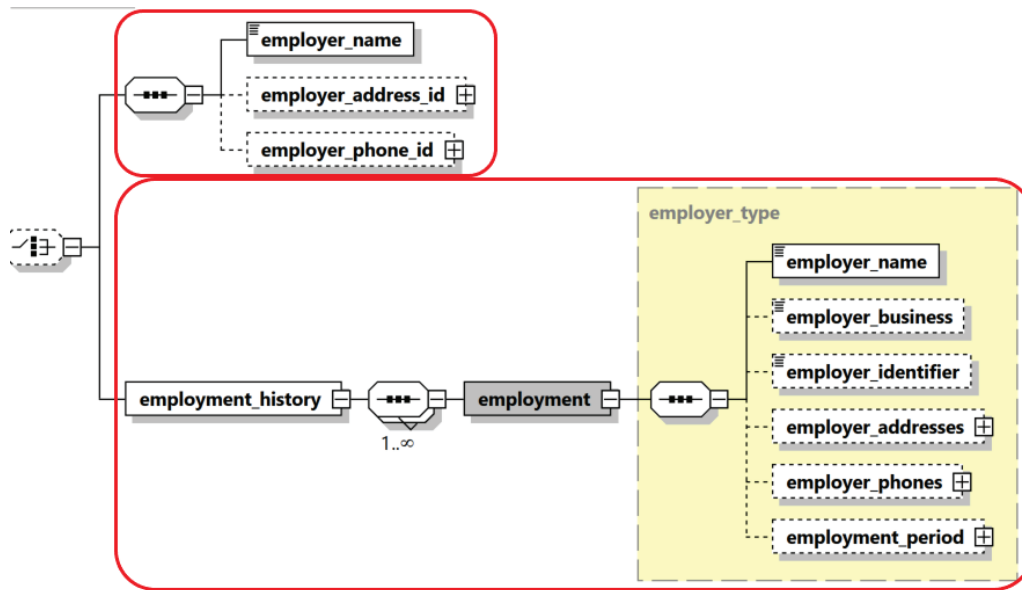 employer_name
employer_address_id
employer_phone_id
employer_type
employer_name
employer_business
employer_identifier
employment_history
employment
employer_addresses
1..∞
employer_phones
employment_period